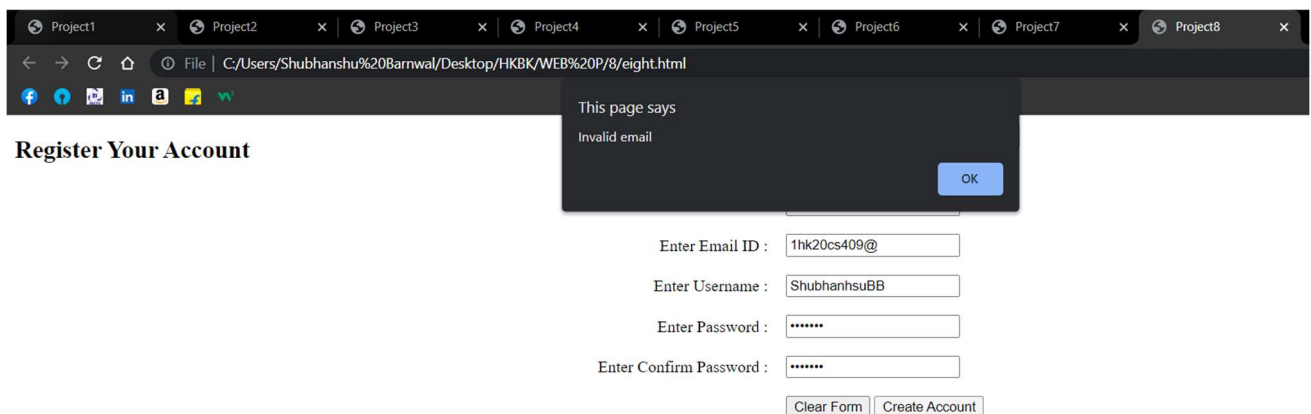 Project1 Project2 Project3 Project4 Project5 Project6 Project7 Project8
File | C:/Users/Shubhanshu%20Barnwal/Desktop/HKBK/WEB%20P/8/eight.html
This page says
Invalid email
OK
Register Your Account
Enter Email ID : 1hk20cs409@
Enter Username : ShubhanhsuBB
Enter Password : •••••••
Enter Confirm Password : •••••••
Clear Form Create Account